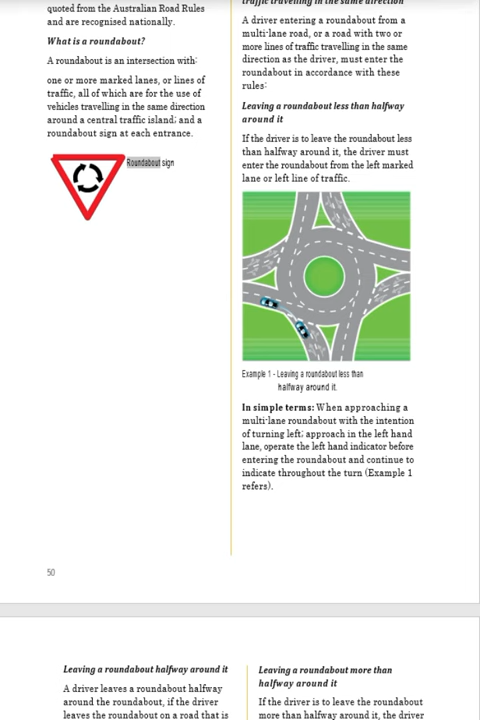 quoted from the Australian Road Rules
and are recognised nationally.
What is a roundabout?
A roundabout is an intersection with:
one or more marked lanes, or lines of
traffic, all of which are for the use of
vehicles travelling in the same direction
around a central traffic island; and a
roundabout sign at each entrance.
Roundabout sign
50
traffic travelling in the same direction
A driver entering a roundabout from a
multi-lane road, or a road with two or
more lines of traffic travelling in the same
direction as the driver, must enter the
roundabout in accordance with these
rules:
Leaving a roundabout less than halfway
around it
If the driver is to leave the roundabout less
than halfway around it, the driver must
enter the roundabout from the left marked
lane or left line of traffic.
Example 1 - Leaving a roundabout less than
halfway around it.
In simple terms: When approaching a
multi-lane roundabout with the intention
of turning left; approach in the left hand
lane, operate the left hand indicator before
entering the roundabout and continue to
indicate throughout the turn (Example 1
refers).
Leaving a roundabout halfway around it
A driver leaves a roundabout halfway
around the roundabout, if the driver
leaves the roundabout on a road that is
Leaving a roundabout more than
halfway around it
If the driver is to leave the roundabout
more than halfway around it, the driver